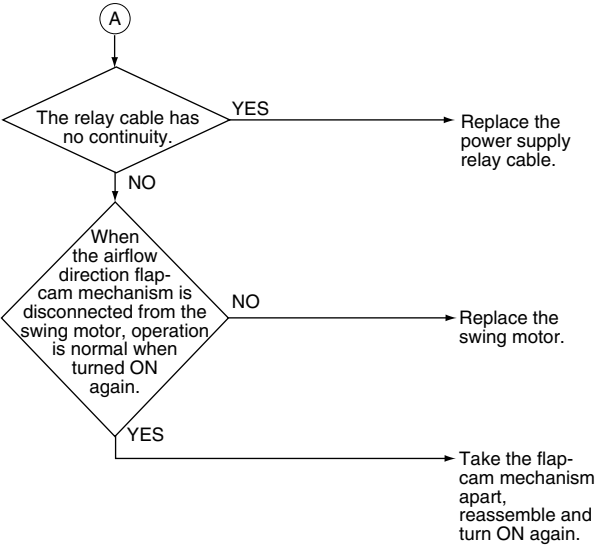 A
The relay cable has
no continuity.
YES
Replace the
power supply
relay cable.
NO
When
the airflow
direction flap-
cam mechanism is
disconnected from the
swing motor, operation
is normal when
turned ON
again.
NO
Replace the
swing motor.
YES
Take the flap-
cam mechanism
apart,
reassemble and
turn ON again.